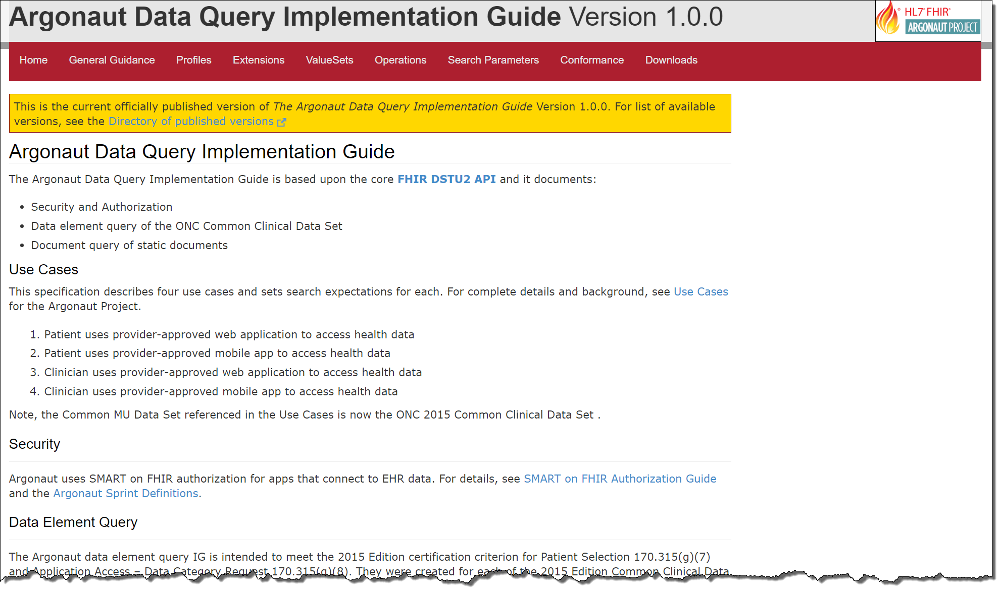 Argonaut Data Query Implementation Guide Version 1.0.0
HL7® FHIR®
ARGONAUT PROJECT
Home General Guidance Profiles Extensions ValueSets Operations Search Parameters Conformance Downloads
This is the current officially published version of The Argonaut Data Query Implementation Guide Version 1.0.0. For list of available
versions, see the Directory of published versions
Argonaut Data Query Implementation Guide
The Argonaut Data Query Implementation Guide is based upon the core FHIR DSTU2 API and it documents:
• Security and Authorization
• Data element query of the ONC Common Clinical Data Set
• Document query of static documents
Use Cases
This specification describes four use cases and sets search expectations for each. For complete details and background, see Use Cases
for the Argonaut Project.
1. Patient uses provider-approved web application to access health data
2. Patient uses provider-approved mobile app to access health data
3. Clinician uses provider-approved web application to access health data
4. Clinician uses provider-approved mobile app to access health data
Note, the Common MU Data Set referenced in the Use Cases is now the ONC 2015 Common Clinical Data Set .
Security
Argonaut uses SMART on FHIR authorization for apps that connect to EHR data. For details, see SMART on FHIR Authorization Guide
and the Argonaut Sprint Definitions.
Data Element Query
The Argonaut data element query IG is intended to meet the 2015 Edition certification criterion for Patient Selection 170.315(g)(7)
and Application Access – Data Category Request 170.315(g)(8). They were created for each of the 2015 Edition Common Clinical Data